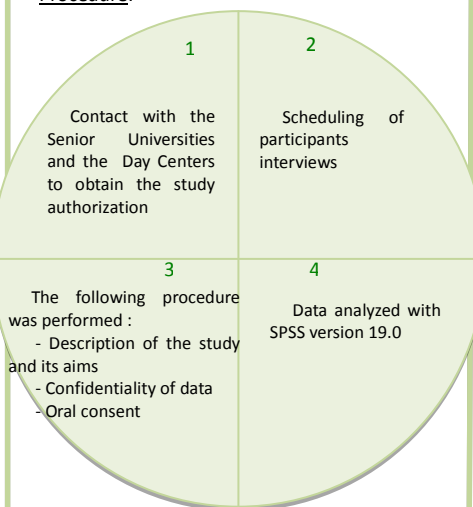 Procedure:
1
Contact with the
Senior Universities
and the Day Centers
to obtain the study
authorization
2
Scheduling of
participants
interviews
3
The following procedure
was performed :
- Description of the study
and its aims
- Confidentiality of data
- Oral consent
4
Data analyzed with
SPSS version 19.0